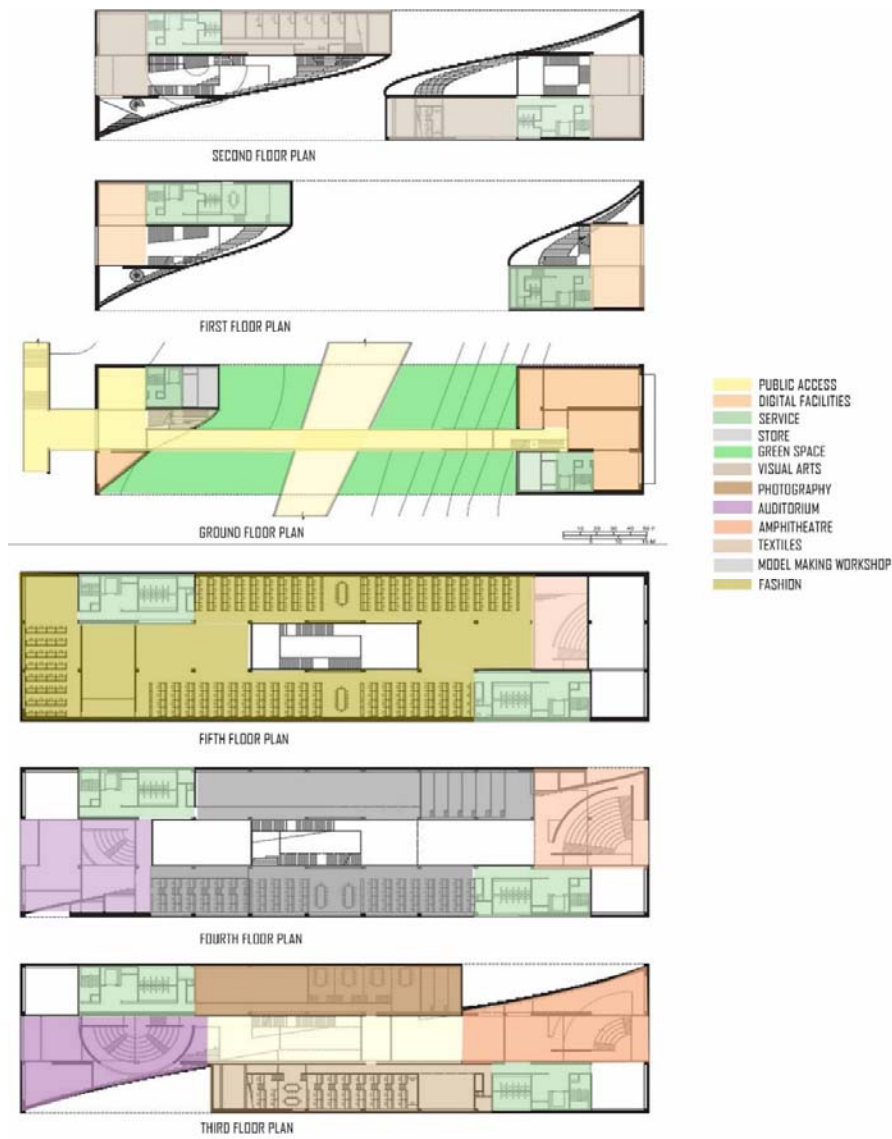 SECOND FLOOR PLAN
FIRST FLOOR PLAN
GROUND FLOOR PLAN
PUBLIC ACCESS
DIGITAL FACILITIES
SERVICE
STORE
GREEN SPACE
VISUAL ARTS
PHOTOGRAPHY
AUDITORIUM
AMPHITHEATRE
TEXTILES
MODEL MAKING WORKSHOP
FASHION
FIFTH FLOOR PLAN
FOURTH FLOOR PLAN
THIRD FLOOR PLAN